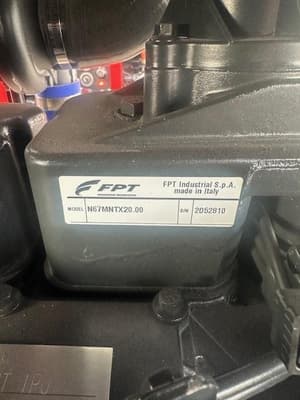 FPT
FPT Industrial S.p.A.
made in Italy
MODEL N67MNTX20.00 S/N 2052810